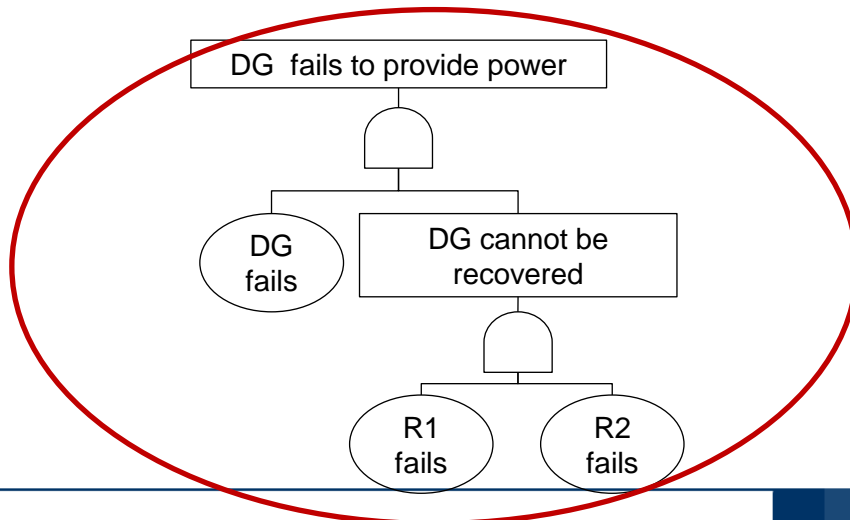 DG fails to provide power
DG
fails
DG cannot be
recovered
R1
fails
R2
fails